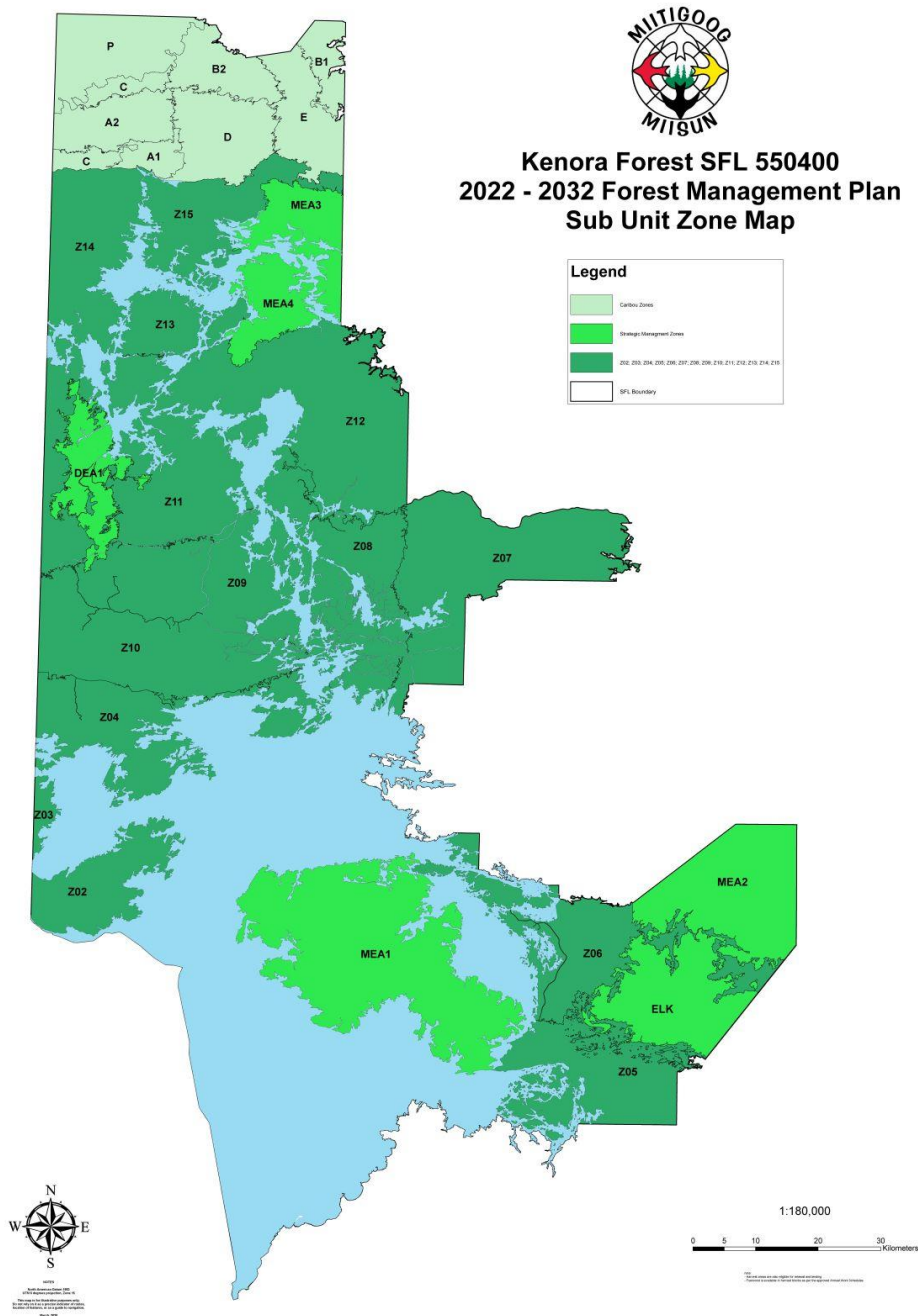 MIITIGOOG
MIISUN
Kenora Forest SFL 550400
2022 - 2032 Forest Management Plan
Sub Unit Zone Map
Legend
Caribou Zones
Strategic Managment Zones
Z02; Z03; Z04; Z05; Z06; Z07; Z08; Z09; Z10; Z11; Z12; Z13; Z14; Z15
SFL Boundary
P
B2
B1
C
A2
D
E
C
A1
MEA3
Z15
Z14
MEA4
Z13
Z12
DEA1
Z11
Z08
Z07
Z09
Z10
Z04
Z03
Z02
MEA2
MEA1
Z06
ELK
Z05
N
W
E
S
NOTES
1:180,000
0 5 10 20 30
Kilometers